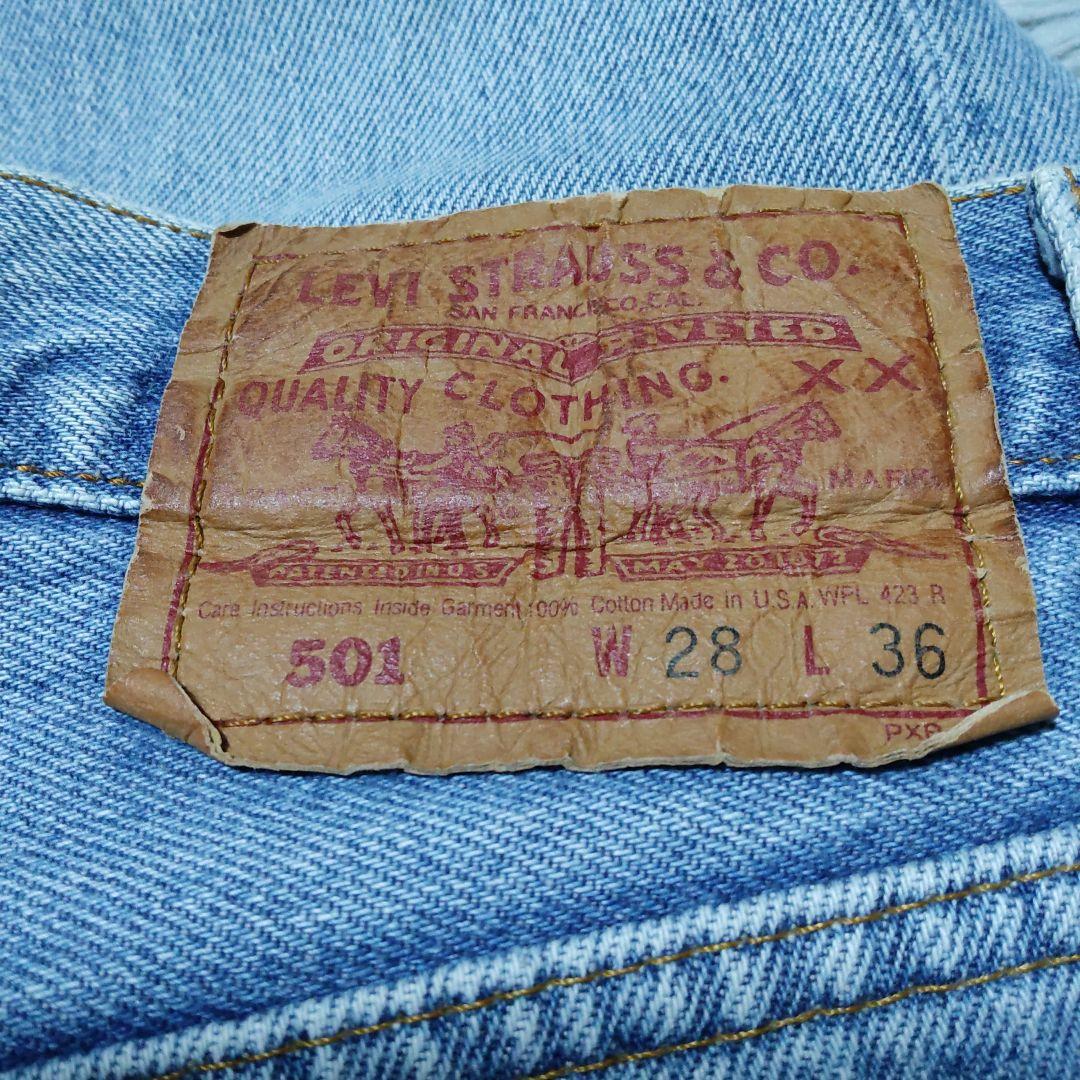 LEVI STRAUSS & CO.
SAN FRANCISCO, CAL.
ORIGINAL RIVETED
QUALITY CLOTHING. XX
MARK.
PATENTED IN U.S. MAY 20 1873
Care Instructions Inside Garment 100% Cotton Made in U.S.A. WPL 423 R
501 W 28 L 36